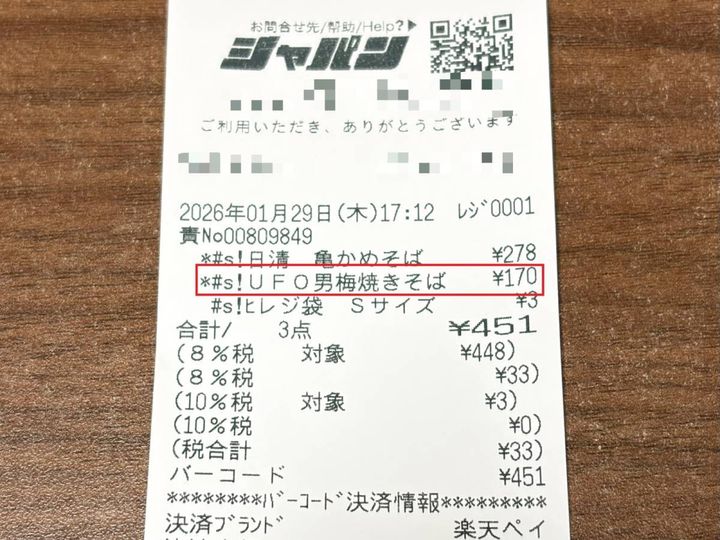 お問合せ先/幇助/Help?▶
ジャパン
ご利用いただき、ありがとうございます
2026年01月29日(木)17:12 ﾚｼﾞ0001
責No00809849
*#s!日清 亀かめそば ¥278
*#s!UFO男梅焼きそば ¥170
#s!ﾋﾚジ袋 Sサイズ ¥3
合計/ 3点 ¥451
(8%税 対象 ¥448)
(8%税 ¥33)
(10%税 対象 ¥3)
(10%税 ¥0)
(税合計 ¥33)
バーコード ¥451
********ﾊﾞｰｺｰﾄﾞ決済情報*********
決済ﾌﾞﾗﾝﾄﾞ 楽天ペイ